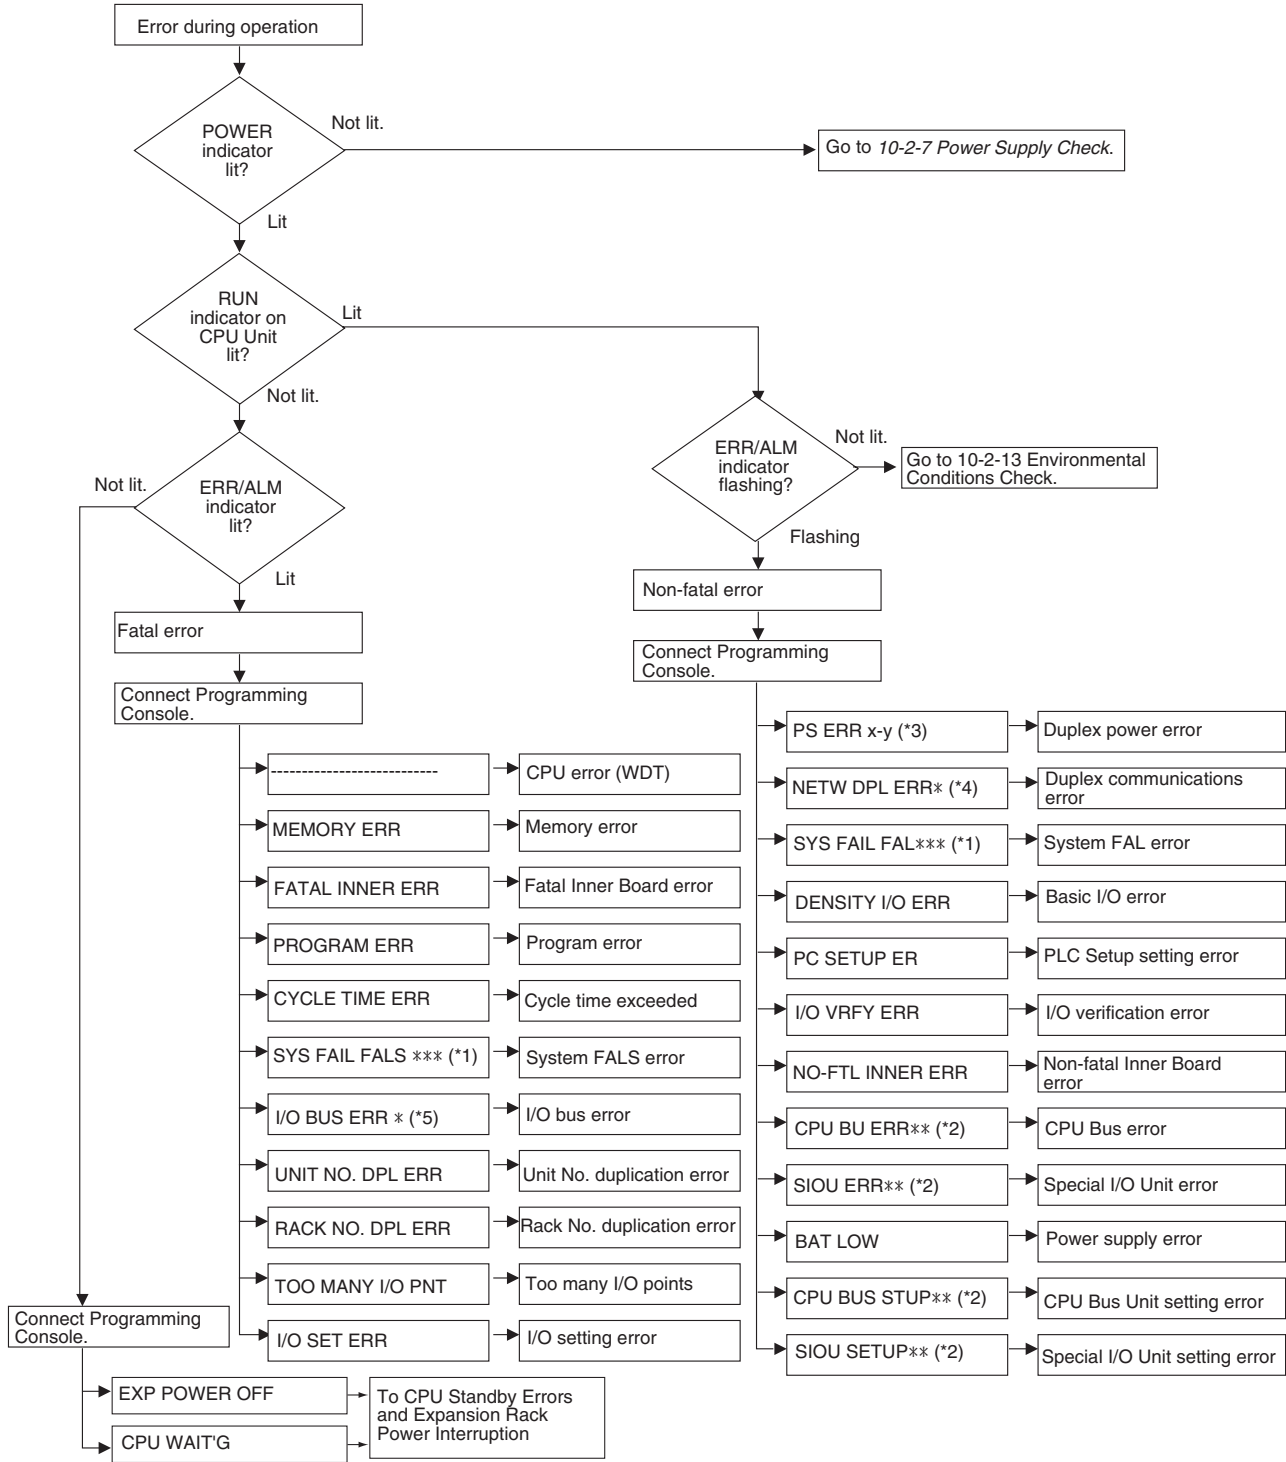 Error during operation
POWER
indicator
lit?
Not lit.
Go to 10-2-7 Power Supply Check.
Lit
RUN
indicator on
CPU Unit
lit?
Lit
Not lit.
ERR/ALM
indicator
lit?
Not lit.
Lit
ERR/ALM
indicator
flashing?
Not lit.
Go to 10-2-13 Environmental
Conditions Check.
Flashing
Non-fatal error
Connect Programming
Console.
Fatal error
Connect Programming
Console.
---------------------------
CPU error (WDT)
MEMORY ERR
Memory error
FATAL INNER ERR
Fatal Inner Board error
PROGRAM ERR
Program error
CYCLE TIME ERR
Cycle time exceeded
SYS FAIL FALS *** (*1)
System FALS error
I/O BUS ERR * (*5)
I/O bus error
UNIT NO. DPL ERR
Unit No. duplication error
RACK NO. DPL ERR
Rack No. duplication error
TOO MANY I/O PNT
Too many I/O points
I/O SET ERR
I/O setting error
PS ERR x-y (*3)
Duplex power error
NETW DPL ERR* (*4)
Duplex communications
error
SYS FAIL FAL*** (*1)
System FAL error
DENSITY I/O ERR
Basic I/O error
PC SETUP ER
PLC Setup setting error
I/O VRFY ERR
I/O verification error
NO-FTL INNER ERR
Non-fatal Inner Board
error
CPU BU ERR** (*2)
CPU Bus error
SIOU ERR** (*2)
Special I/O Unit error
BAT LOW
Power supply error
CPU BUS STUP** (*2)
CPU Bus Unit setting error
SIOU SETUP** (*2)
Special I/O Unit setting error
Connect Programming
Console.
EXP POWER OFF
CPU WAIT'G
To CPU Standby Errors
and Expansion Rack
Power Interruption